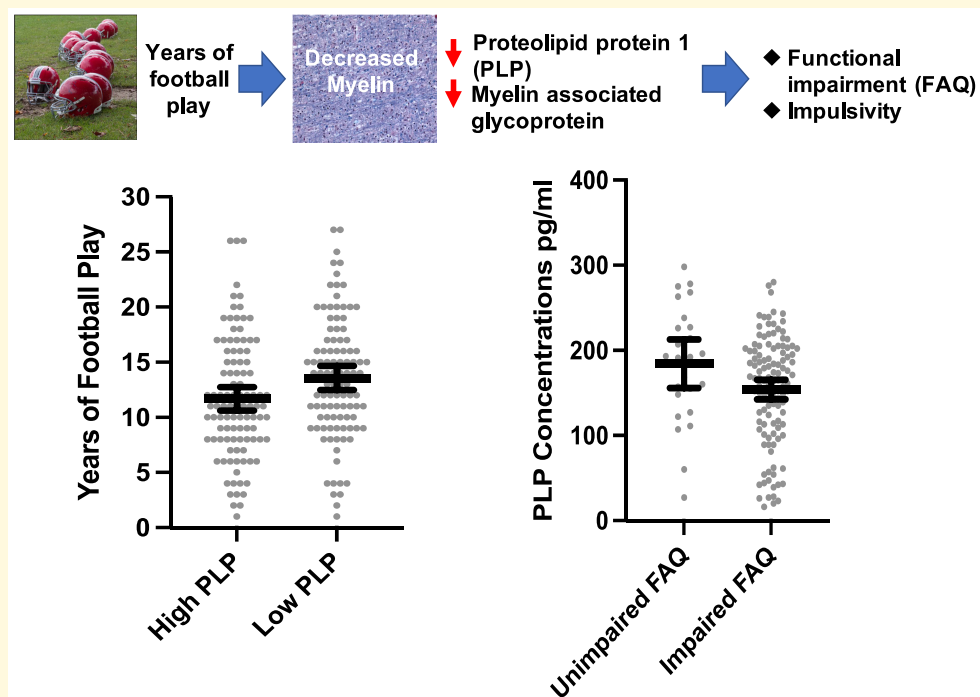 Years of
football
play
Decreased
Myelin
Proteolipid protein 1
(PLP)
Myelin associated
glycoprotein
◆ Functional
impairment (FAQ)
◆ Impulsivity
Years of Football Play
30
25
20
15
10
5
0
High PLP
Low PLP
PLP Concentrations pg/ml
400
300
200
100
0
Unimpaired FAQ
Impaired FAQ